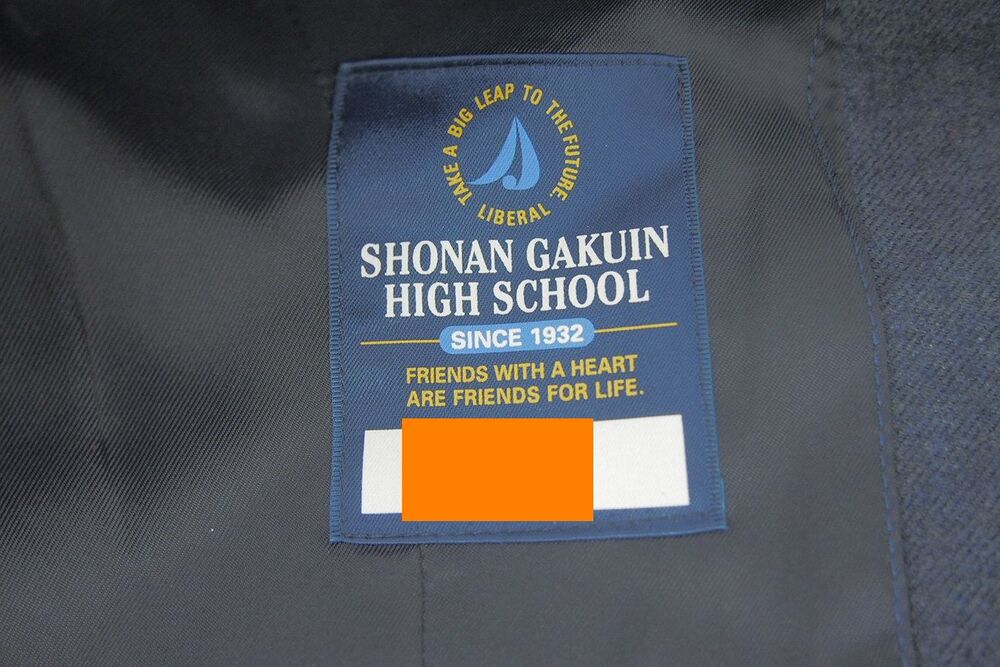 TAKE A BIG LEAP TO THE FUTURE.
LIBERAL
SHONAN GAKUIN
HIGH SCHOOL
SINCE 1932
FRIENDS WITH A HEART
ARE FRIENDS FOR LIFE.